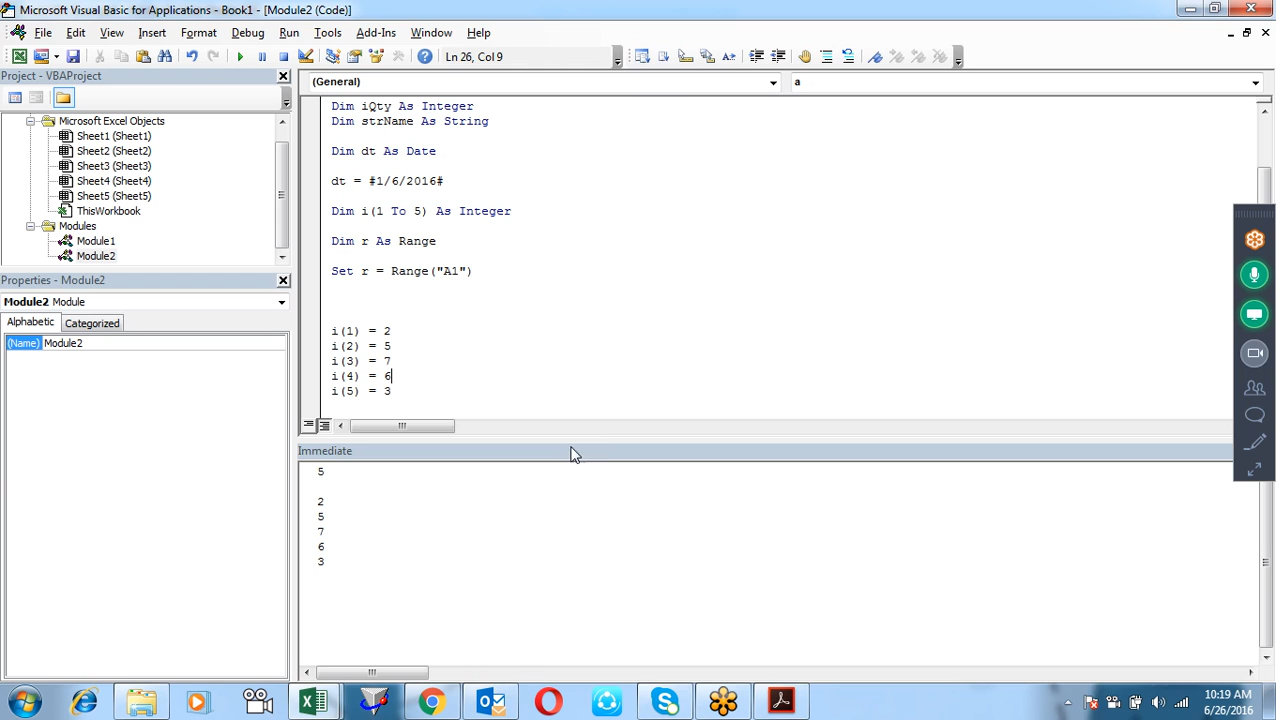 Microsoft Visual Basic for Applications - Book1 - [Module2 (Code)]
File Edit View Insert Format Debug Run Tools Add-Ins Window Help
Ln 26, Col 9
Project - VBAProject
Microsoft Excel Objects
Sheet1 (Sheet1)
Sheet2 (Sheet2)
Sheet3 (Sheet3)
Sheet4 (Sheet4)
Sheet5 (Sheet5)
ThisWorkbook
Modules
Module1
Module2
Properties - Module2
Module2 Module
Alphabetic Categorized
(Name) Module2
(General) a
Dim iQty As Integer
Dim strName As String
Dim dt As Date
dt = #1/6/2016#
Dim i(1 To 5) As Integer
Dim r As Range
Set r = Range("A1")
i(1) = 2
i(2) = 5
i(3) = 7
i(4) = 6
i(5) = 3
Immediate
5
2
5
7
6
3
10:19 AM
6/26/2016